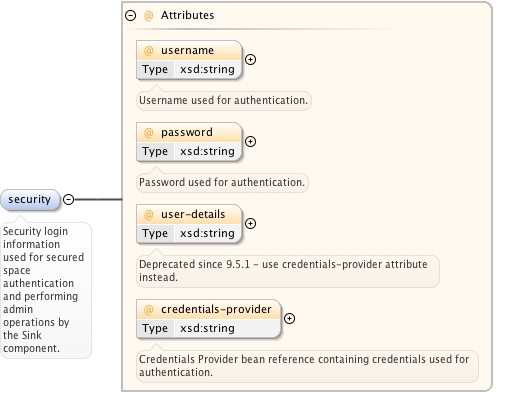 Attributes
@ username
Type xsd:string
Username used for authentication.
@ password
Type xsd:string
Password used for authentication.
security
@ user-details
Type xsd:string
Security login
information
used for secured
space
authentication
and performing
admin
operations by
the Sink
component.
Deprecated since 9.5.1 - use credentials-provider attribute
instead.
@ credentials-provider
Type xsd:string
Credentials Provider bean reference containing credentials used for
authentication.